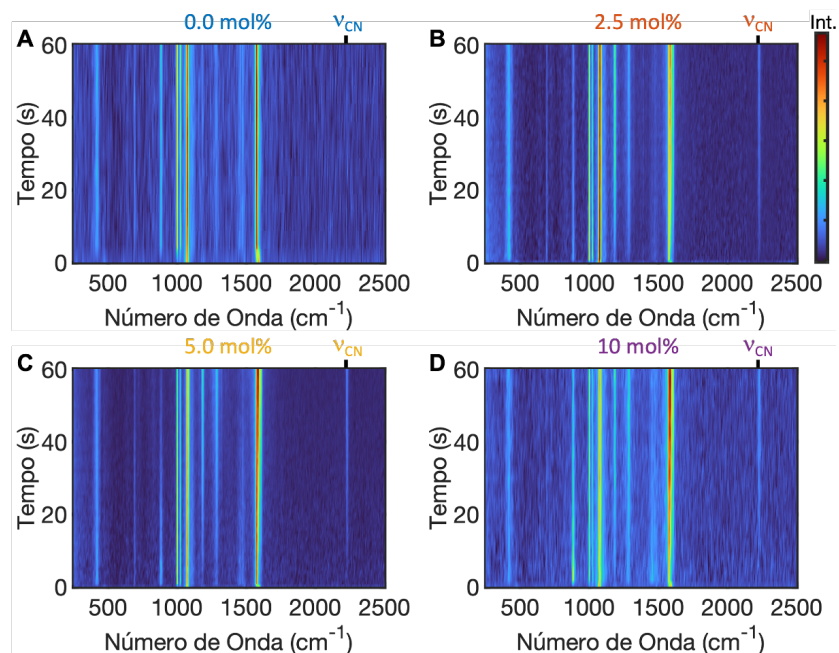 A 0.0 mol% νCN
60
40
20
0
Tempo (s)
500 1000 1500 2000 2500
Número de Onda (cm⁻¹)
B 2.5 mol% νCN Int.
60
40
20
0
Tempo (s)
500 1000 1500 2000 2500
Número de Onda (cm⁻¹)
C 5.0 mol% νCN
60
40
20
0
Tempo (s)
500 1000 1500 2000 2500
Número de Onda (cm⁻¹)
D 10 mol% νCN
60
40
20
0
Tempo (s)
500 1000 1500 2000 2500
Número de Onda (cm⁻¹)